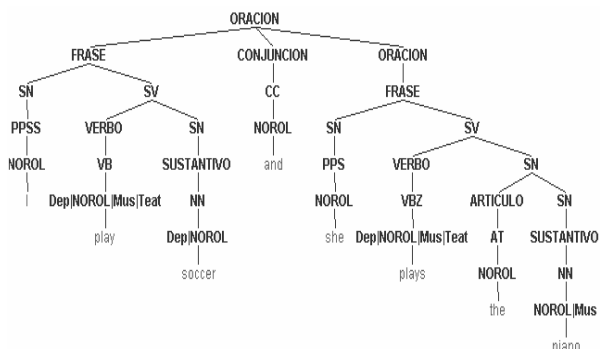 ORACION
FRASE CONJUNCION ORACION
SN SV CC FRASE
PPSS VERBO SN NOROL SN SV
NOROL VB SUSTANTIVO and PPS VERBO SN
I Dep|NOROL|Mus|Teat NN NOROL VBZ ARTICULO SN
play Dep|NOROL she Dep|NOROL|Mus|Teat AT SUSTANTIVO
soccer plays NOROL NN
the NOROL|Mus
piano